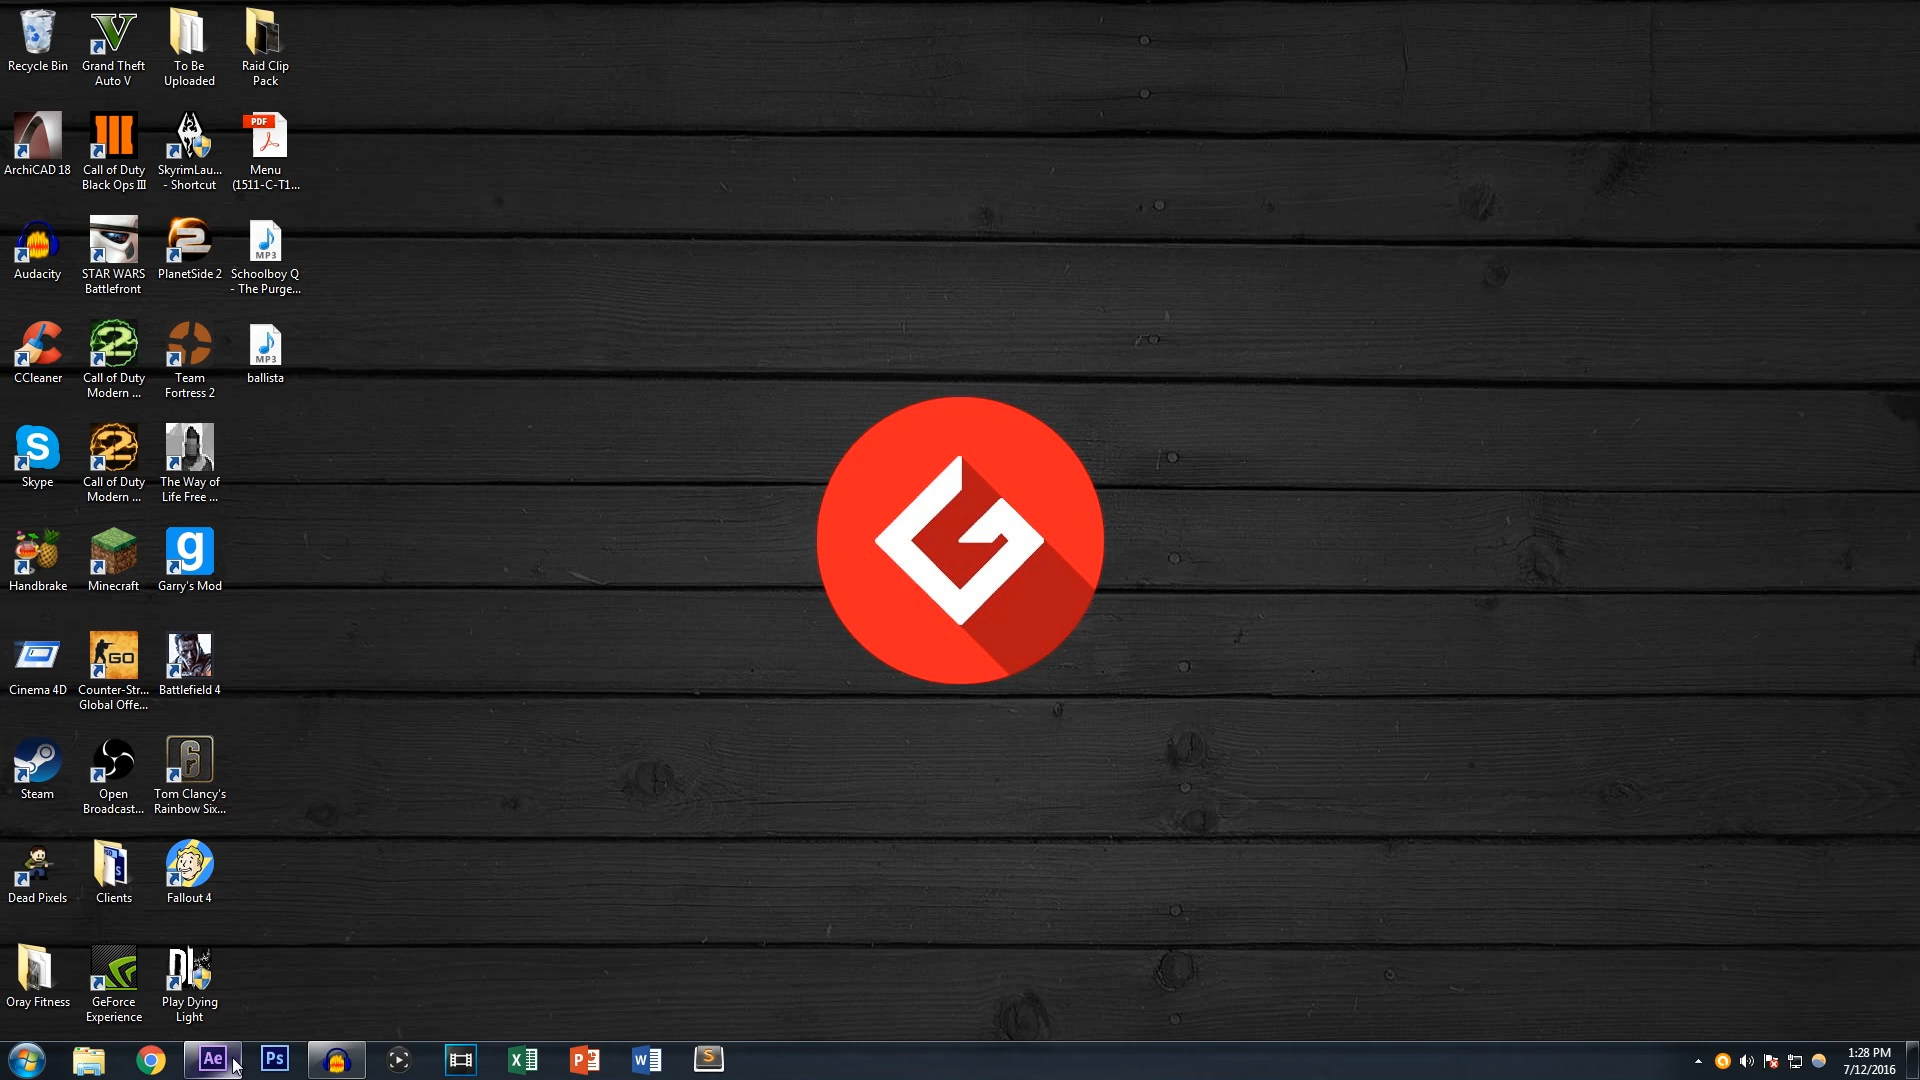 Recycle Bin
Grand Theft
Auto V
To Be
Uploaded
Raid Clip
Pack
ArchiCAD 18
Call of Duty
Black Ops III
SkyrimLau...
- Shortcut
PDF
Menu
(1511-C-T1...
Audacity
STAR WARS
Battlefront
2
PlanetSide 2
MP3
Schoolboy Q
- The Purge...
CCleaner
2
Call of Duty
Modern ...
Team
Fortress 2
MP3
ballista
S
Skype
2
Call of Duty
Modern ...
The Way of
Life Free ...
Handbrake
Minecraft
g
Garry's Mod
Cinema 4D
GO
Counter-Str...
Global Offe...
Battlefield 4
Steam
Open
Broadcast...
6
Tom Clancy's
Rainbow Six...
Dead Pixels
Clients
Fallout 4
Oray Fitness
GeForce
Experience
DL
Play Dying
Light
Ae
Ps
X
P
W
S
1:28 PM
7/12/2016